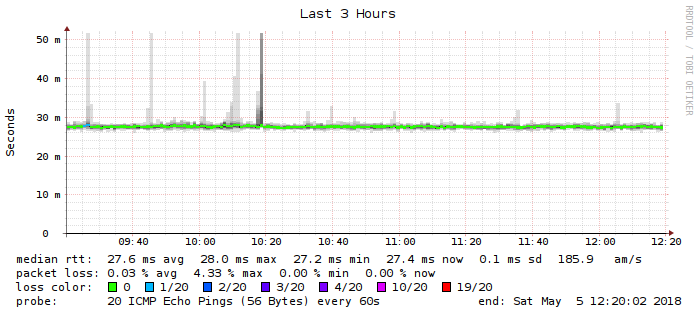 Last 3 Hours
RRDTOOL / TOBI OETIKER
Seconds
50 m
40 m
30 m
20 m
10 m
0
09:40 10:00 10:20 10:40 11:00 11:20 11:40 12:00 12:20
median rtt: 27.6 ms avg 28.0 ms max 27.2 ms min 27.4 ms now 0.1 ms sd 185.9 am/s
packet loss: 0.03 % avg 4.33 % max 0.00 % min 0.00 % now
loss color: 0 1/20 2/20 3/20 4/20 10/20 19/20
probe: 20 ICMP Echo Pings (56 Bytes) every 60s end: Sat May 5 12:20:02 2018